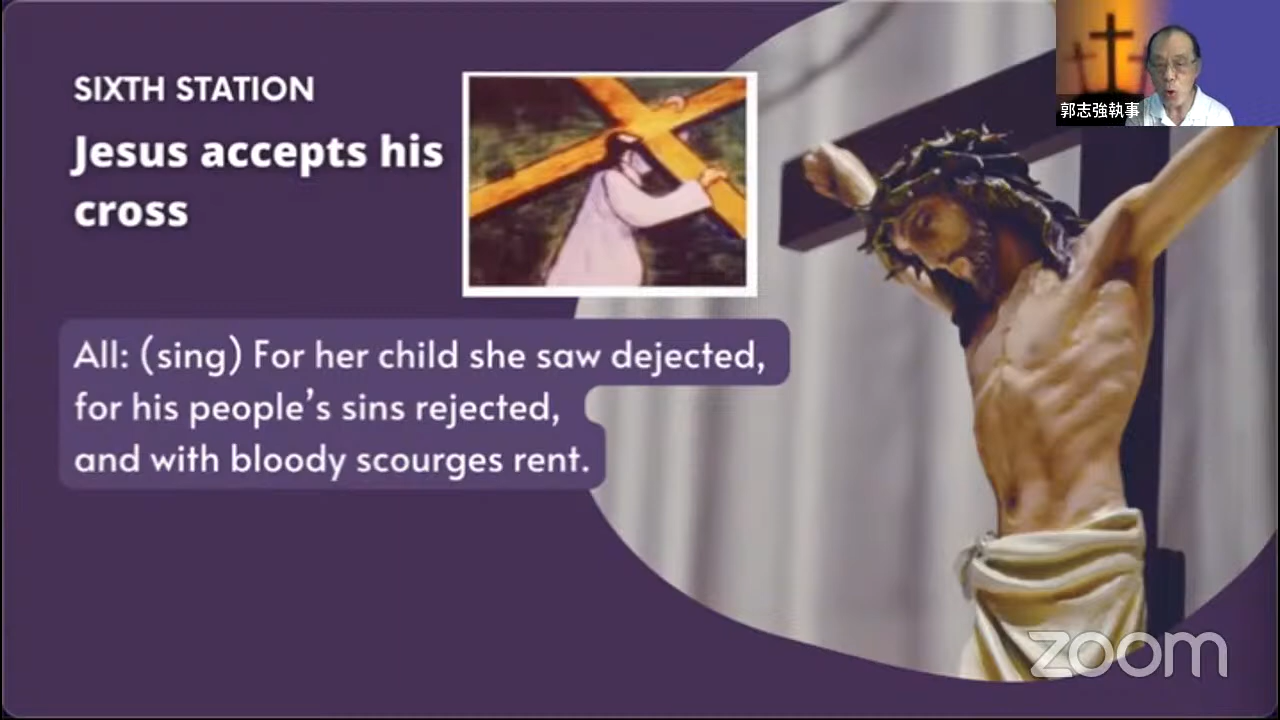 SIXTH STATION
Jesus accepts his
cross
All: (sing) For her child she saw dejected,
for his people’s sins rejected,
and with bloody scourges rent.
郭志強執事
zoom